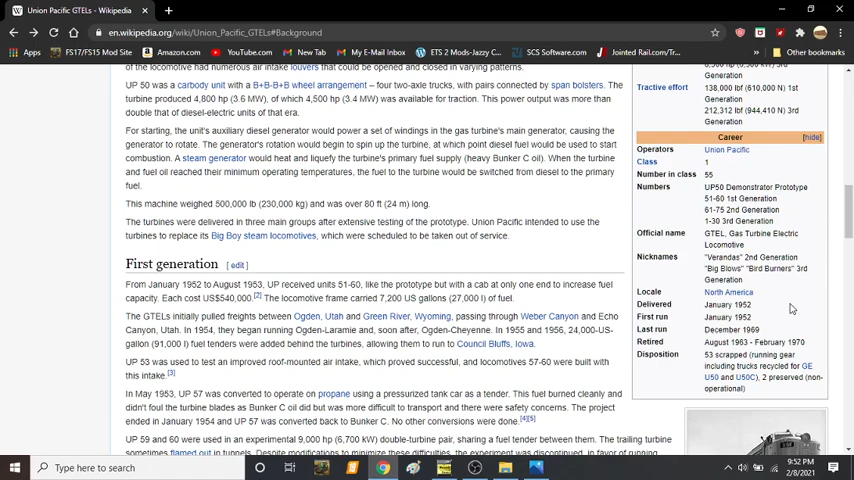 Union Pacific GTELs - Wikipedia
en.wikipedia.org/wiki/Union_Pacific_GTELs#Background
Apps FS17/FS15 Mod Site Amazon.com YouTube.com New Tab My E-Mail Inbox ETS 2 Mods-Jazzy C... SCS Software.com Jointed Rail.com/Tr... Other bookmarks
of the locomotive had numerous air intake louvers that could be opened and closed in varying patterns.
UP 50 was a carbody unit with a B+B-B+B wheel arrangement – four two-axle trucks, with pairs connected by span bolsters. The
turbine produced 4,800 hp (3.6 MW), of which 4,500 hp (3.4 MW) was available for traction. This power output was more than
double that of diesel-electric units of that era.
For starting, the unit's auxiliary diesel generator would power a set of windings in the gas turbine's main generator, causing the
generator to rotate. The generator's rotation would begin to spin up the turbine, at which point diesel fuel would be used to start
combustion. A steam generator would heat and liquefy the turbine's primary fuel supply (heavy Bunker C oil). When the turbine
and fuel oil reached their minimum operating temperatures, the fuel to the turbine would be switched from diesel to the primary
fuel.
This machine weighed 500,000 lb (230,000 kg) and was over 80 ft (24 m) long.
The turbines were delivered in three main groups after extensive testing of the prototype. Union Pacific intended to use the
turbines to replace its Big Boy steam locomotives, which were scheduled to be taken out of service.
First generation [ edit ]
From January 1952 to August 1953, UP received units 51-60, like the prototype but with a cab at only one end to increase fuel
capacity. Each cost US$540,000.[2] The locomotive frame carried 7,200 US gallons (27,000 l) of fuel.
The GTELs initially pulled freights between Ogden, Utah and Green River, Wyoming, passing through Weber Canyon and Echo
Canyon, Utah. In 1954, they began running Ogden-Laramie and, soon after, Ogden-Cheyenne. In 1955 and 1956, 24,000-US-
gallon (91,000 l) fuel tenders were added behind the turbines, allowing them to run to Council Bluffs, Iowa.
UP 53 was used to test an improved roof-mounted air intake, which proved successful, and locomotives 57-60 were built with
this intake.[3]
In May 1953, UP 57 was converted to operate on propane using a pressurized tank car as a tender. This fuel burned cleanly and
didn't foul the turbine blades as Bunker C oil did but was more difficult to transport and there were safety concerns. The project
ended in January 1954 and UP 57 was converted back to Bunker C. No other conversions were done.[4][5]
UP 59 and 60 were used in an experimental 9,000 hp (6,700 kW) double-turbine pair, sharing a fuel tender between them. The trailing turbine
sometimes flamed out in tunnels. Despite modifications to minimize these difficulties, the experiment was discontinued, in favor of running
Generation
Tractive effort 138,000 lbf (610,000 N) 1st
Generation
212,312 lbf (944,410 N) 3rd
Generation
Career [hide]
Operators Union Pacific
Class 1
Number in class 55
Numbers UP50 Demonstrator Prototype
51-60 1st Generation
61-75 2nd Generation
1-30 3rd Generation
Official name GTEL, Gas Turbine Electric
Locomotive
Nicknames "Verandas" 2nd Generation
"Big Blows" "Bird Burners" 3rd
Generation
Locale North America
Delivered January 1952
First run January 1952
Last run December 1969
Retired August 1963 - February 1970
Disposition 53 scrapped (running gear
including trucks recycled for GE
U50 and U50C), 2 preserved (non-
operational)
Type here to search
9:52 PM
2/8/2021